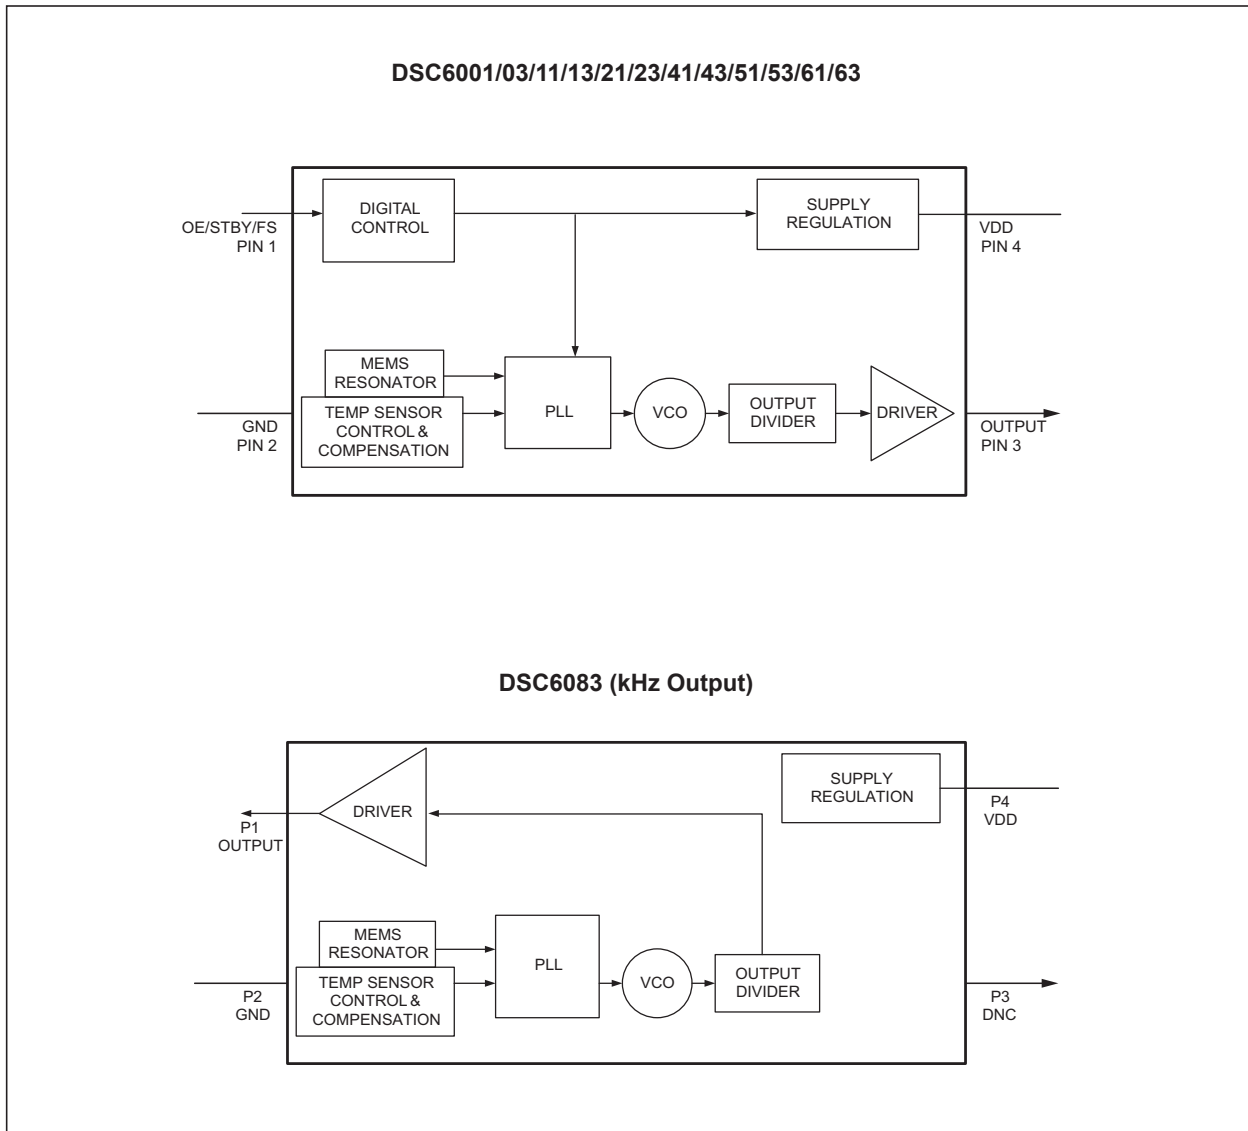 DSC6001/03/11/13/21/23/41/43/51/53/61/63
DIGITAL
CONTROL
SUPPLY
REGULATION
OE/STBY/FS
PIN 1
VDD
PIN 4
MEMS
RESONATOR
TEMP SENSOR
CONTROL &
COMPENSATION
PLL
VCO
OUTPUT
DIVIDER
DRIVER
GND
PIN 2
OUTPUT
PIN 3
DSC6083 (kHz Output)
DRIVER
SUPPLY
REGULATION
P1
OUTPUT
P4
VDD
MEMS
RESONATOR
TEMP SENSOR
CONTROL &
COMPENSATION
PLL
VCO
OUTPUT
DIVIDER
P2
GND
P3
DNC